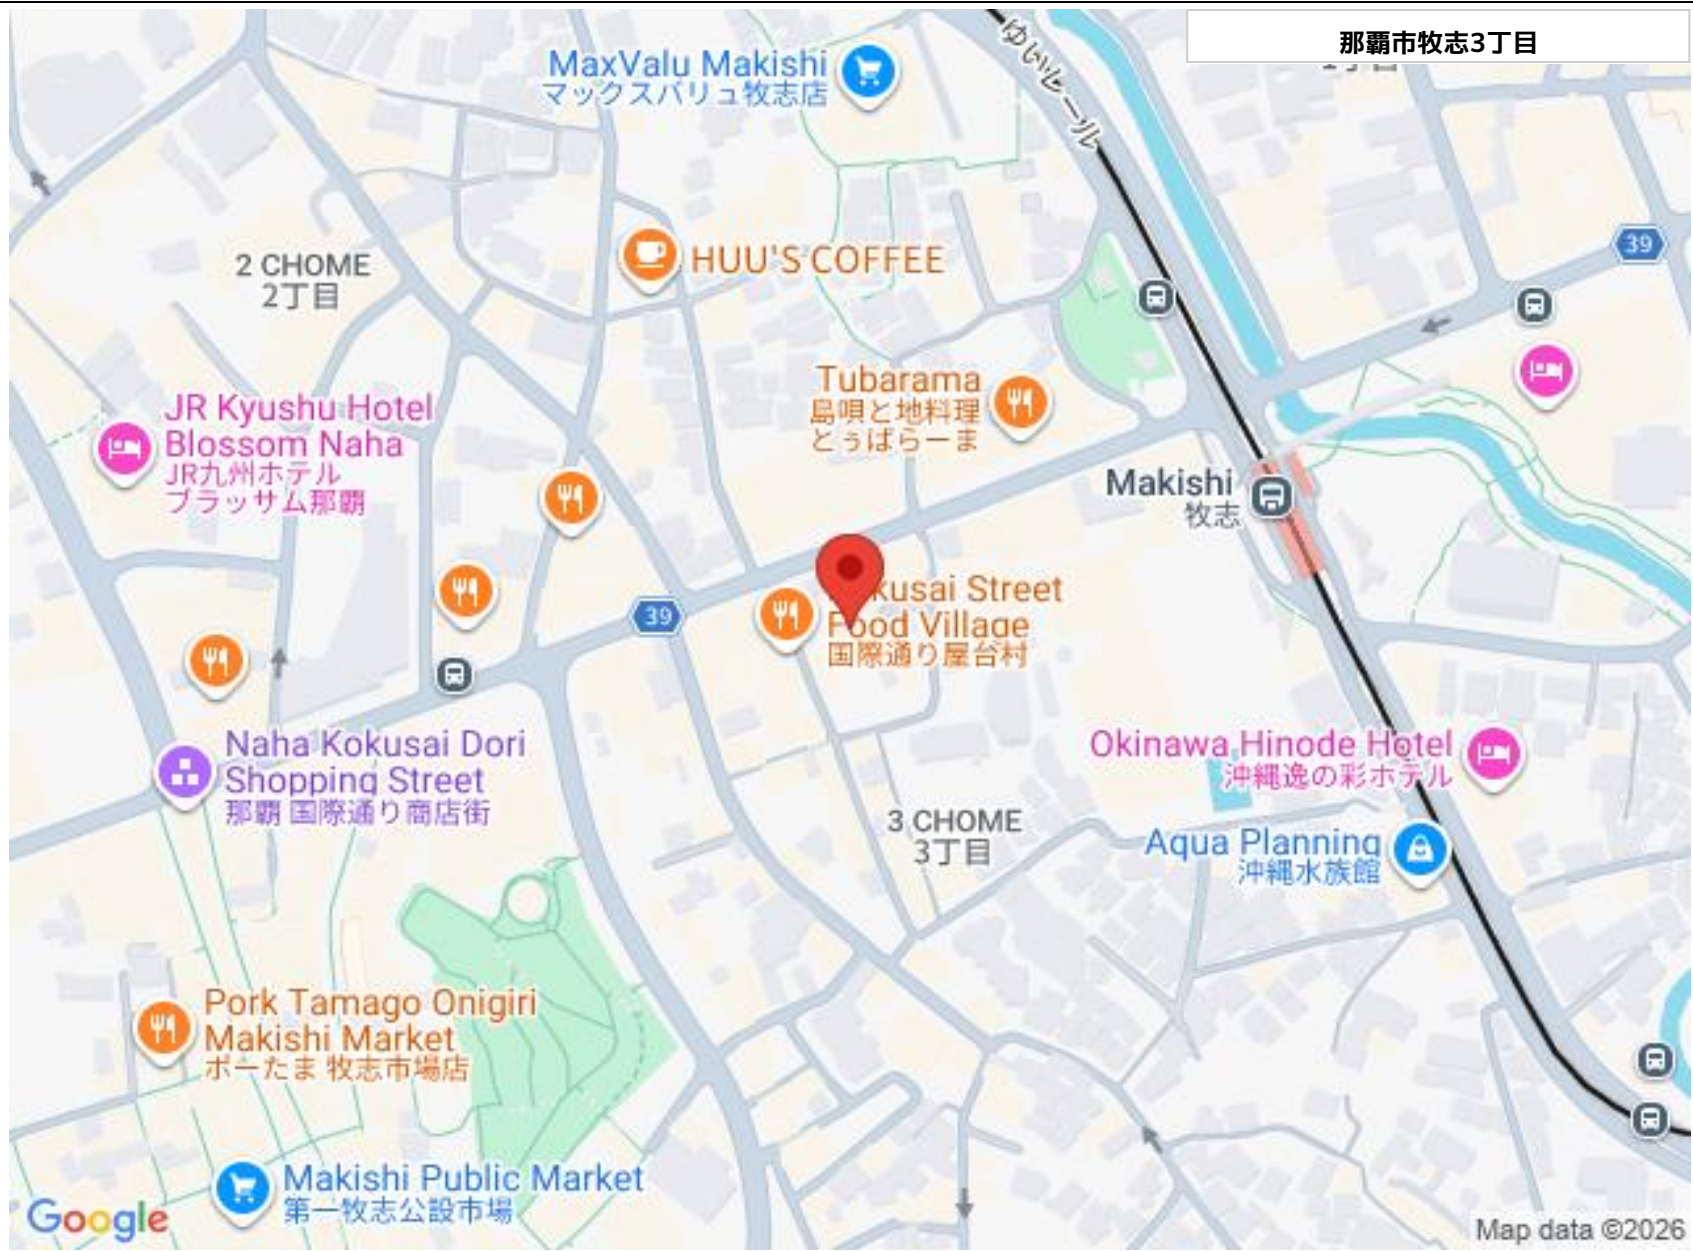 那覇市牧志3丁目
ゆいレール
MaxValu Makishi
マックスバリュ牧志店
39
2 CHOME
2丁目
HUU'S COFFEE
Tubarama
島唄と地料理
とぅばらーま
JR Kyushu Hotel
Blossom Naha
JR九州ホテル
ブラッサム那覇
Makishi
牧志
39
kusai Street
Food Village
国際通り屋台村
Naha Kokusai Dori
Shopping Street
那覇 国際通り商店街
Okinawa Hinode Hotel
沖縄逸の彩ホテル
3 CHOME
3丁目
Aqua Planning
沖縄水族館
Pork Tamago Onigiri
Makishi Market
ポーたま 牧志市場店
Makishi Public Market
第一牧志公設市場
Google
Map data ©2026